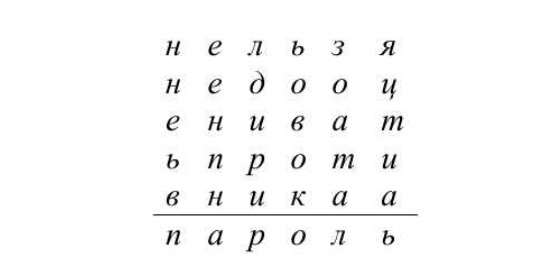 н е л ь з я
н е д о о ц
е н и в а т
ь п р о т и
в н и к а а
п а р о л ь